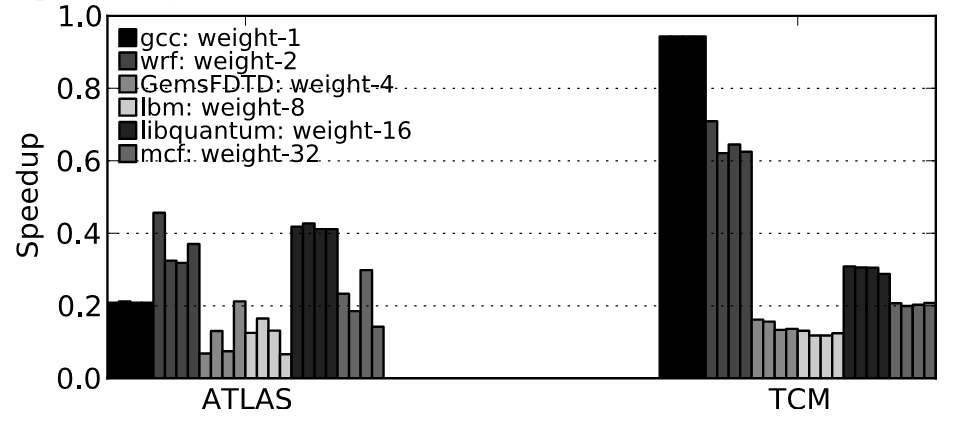 1.0
gcc: weight-1
wrf: weight-2
GemsFDTD: weight-4
lbm: weight-8
libquantum: weight-16
mcf: weight-32
0.8
0.6
0.4
0.2
0.0
Speedup
ATLAS
TCM